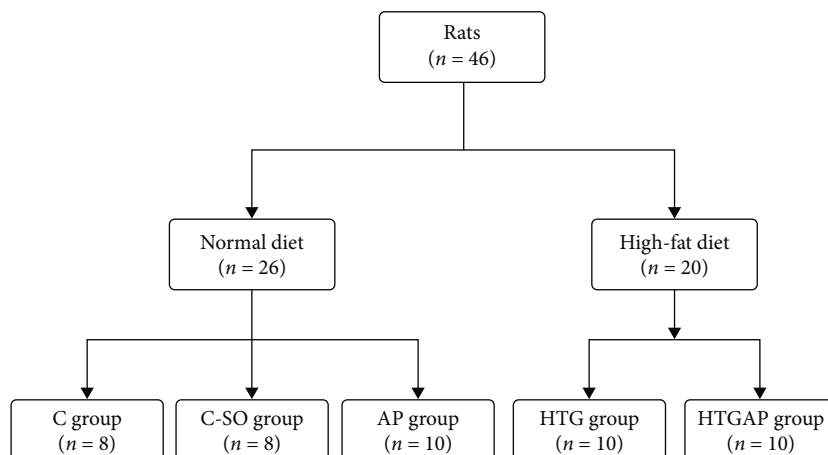 Rats
(n = 46)
Normal diet
(n = 26)
High-fat diet
(n = 20)
C group
(n = 8)
C-SO group
(n = 8)
AP group
(n = 10)
HTG group
(n = 10)
HTGAP group
(n = 10)